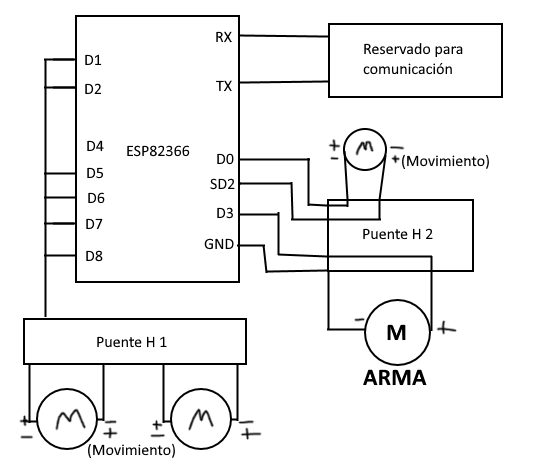 RX
Reservado para
comunicación
D1
D2
TX
D4
ESP82366
D0
M
(Movimiento)
D5
SD2
D6
D3
D7
Puente H 2
GND
D8
Puente H 1
M
ARMA
M
M
(Movimiento)